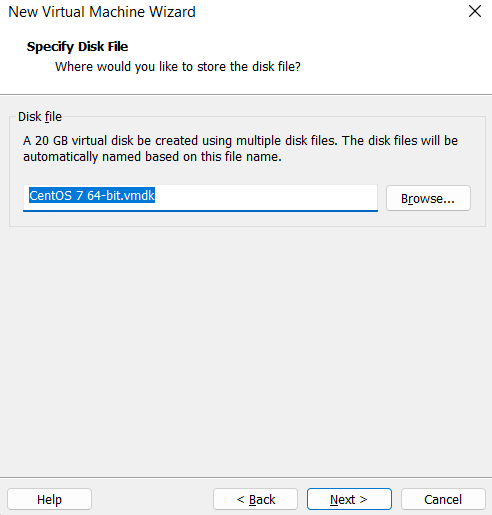 New Virtual Machine Wizard
Specify Disk File
Where would you like to store the disk file?
Disk file
A 20 GB virtual disk be created using multiple disk files. The disk files will be
automatically named based on this file name.
CentOS 7 64-bit.vmdk
Browse...
Help
< Back
Next >
Cancel